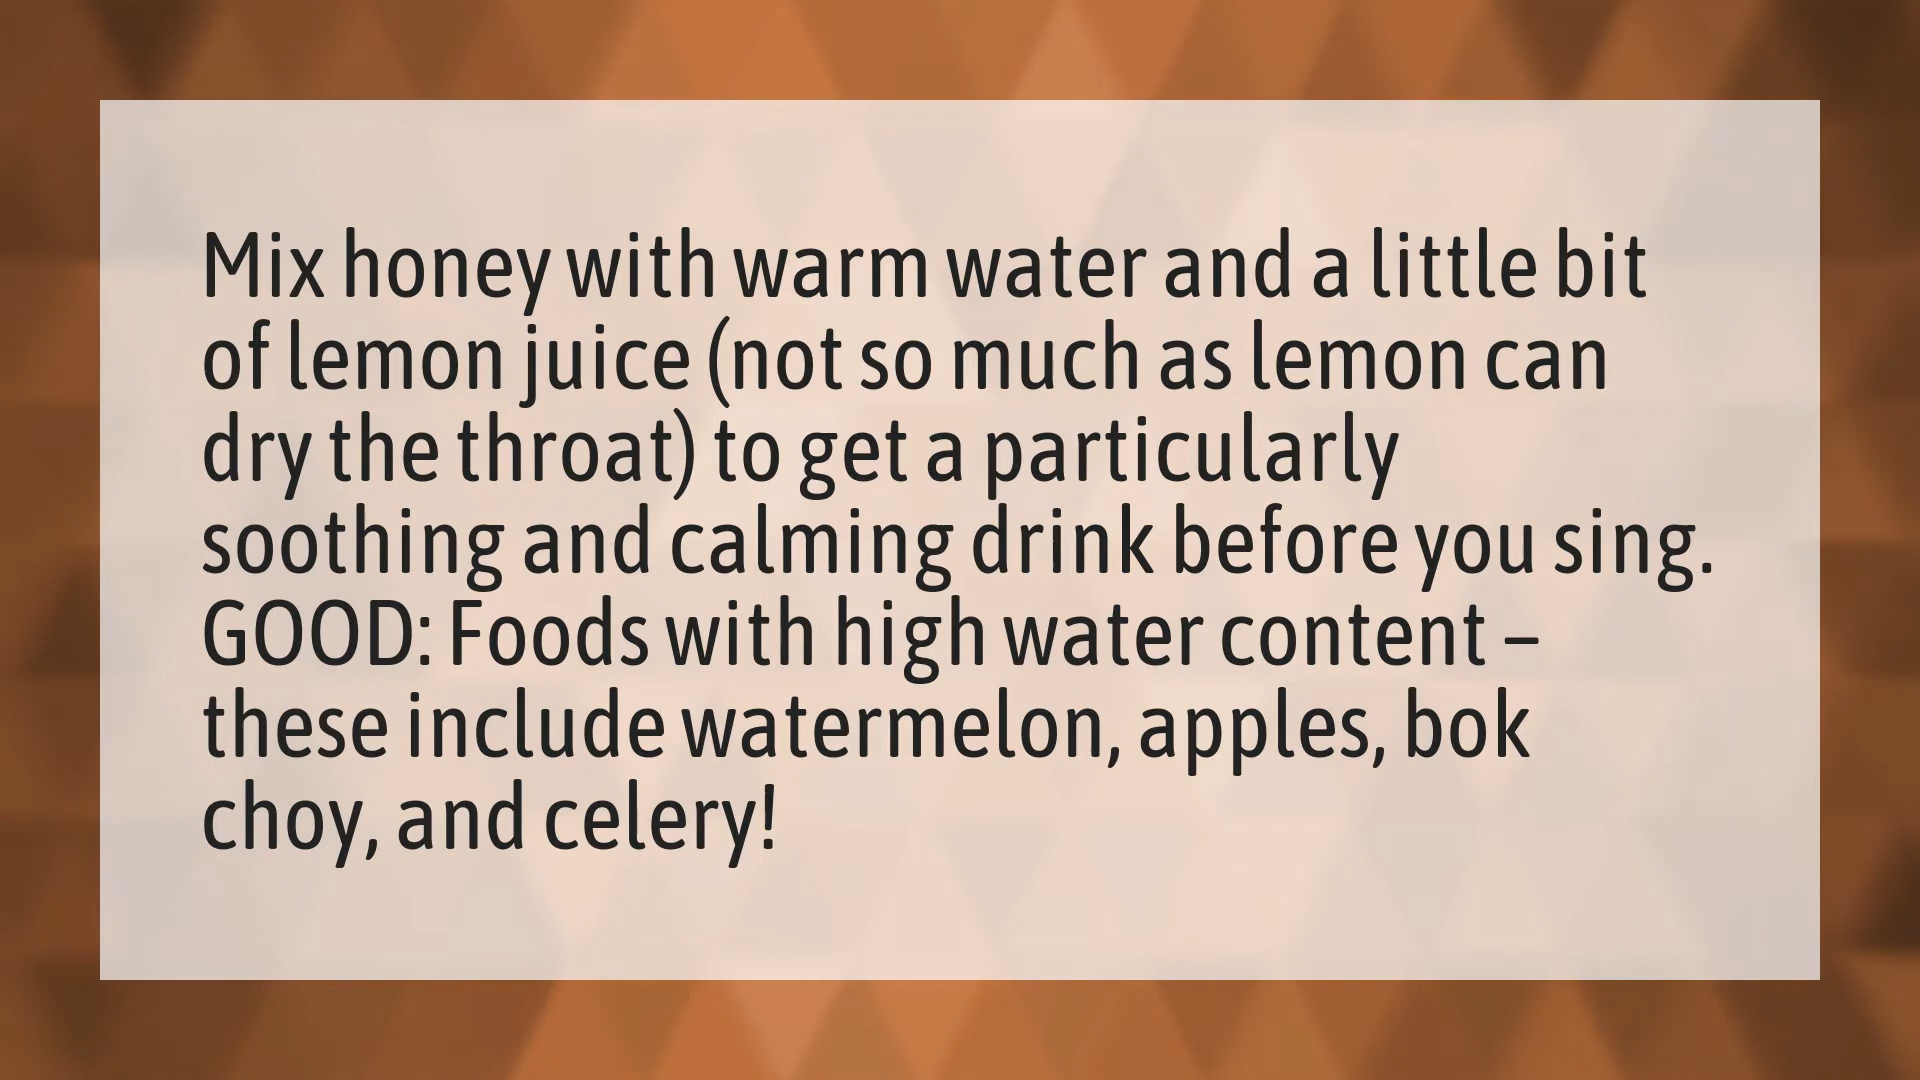 Mix honey with warm water and a little bit
of lemon juice (not so much as lemon can
dry the throat) to get a particularly
soothing and calming drink before you sing.
GOOD: Foods with high water content –
these include watermelon, apples, bok
choy, and celery!